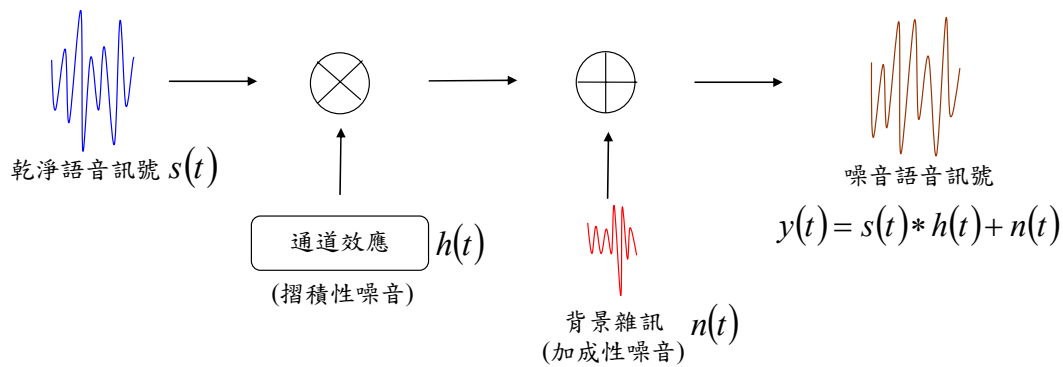 乾淨語音訊號 s(t)
通道效應 h(t)
(摺積性噪音)
背景雜訊 n(t)
(加成性噪音)
噪音語音訊號
y(t) = s(t)* h(t)+ n(t)